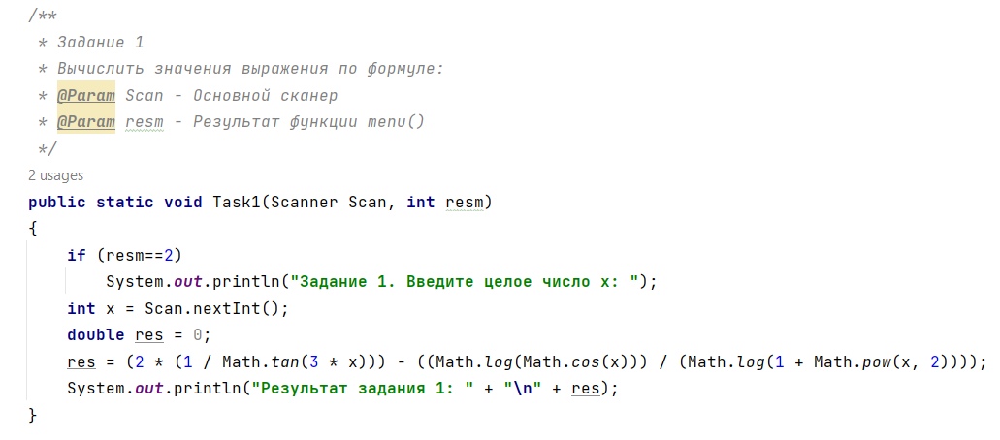 /**
 * Задание 1
 * Вычислить значения выражения по формуле:
 * @Param Scan - Основной сканер
 * @Param resm - Результат функции menu()
 */
2 usages
public static void Task1(Scanner Scan, int resm)
{
    if (resm==2)
        System.out.println("Задание 1. Введите целое число x: ");
    int x = Scan.nextInt();
    double res = 0;
    res = (2 * (1 / Math.tan(3 * x))) - ((Math.log(Math.cos(x))) / (Math.log(1 + Math.pow(x, 2))));
    System.out.println("Результат задания 1: " + "\n" + res);
}